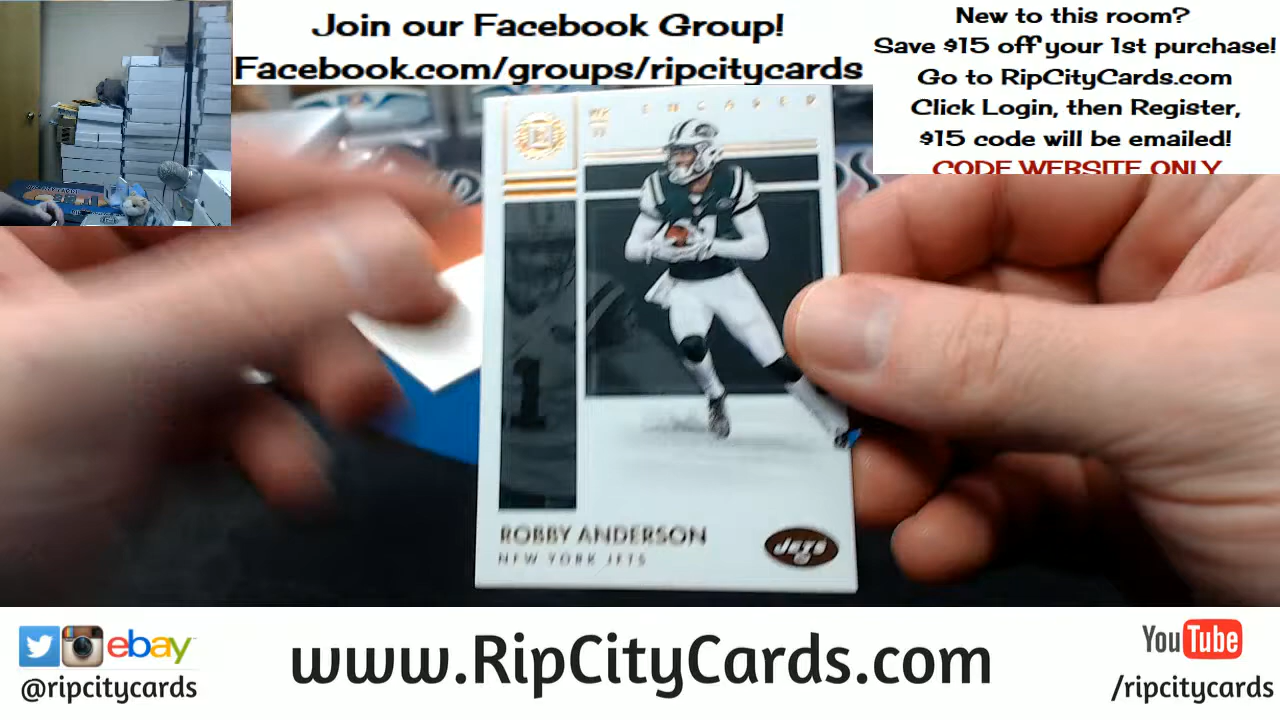 Join our Facebook Group!
Facebook.com/groups/ripcitycards
New to this room?
Save $15 off your 1st purchase!
Go to RipCityCards.com
Click Login, then Register,
$15 code will be emailed!
CODE WEBSITE ONLY
ENCASED
WR
E
1
ROBBY ANDERSON
NEW YORK JETS
JETS
ebay
@ripcitycards
www.RipCityCards.com
YouTube
/ripcitycards